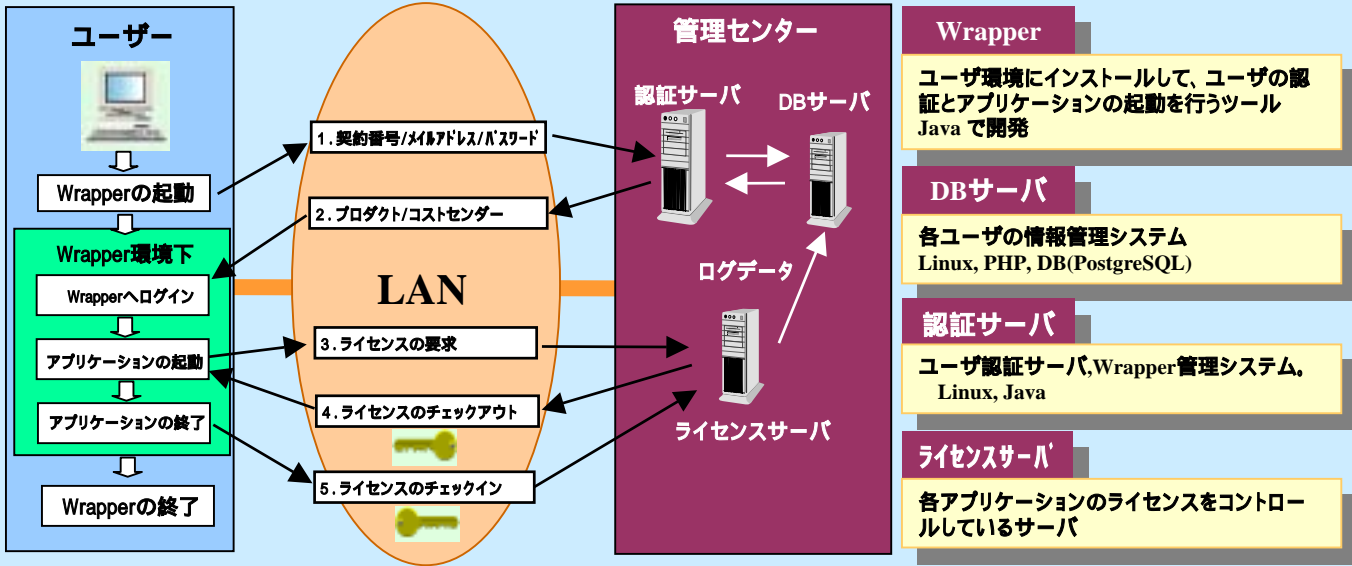 ユーザー
Wrapperの起動
Wrapper環境下
Wrapperへログイン
アプリケーションの起動
アプリケーションの終了
Wrapperの終了
1.契約番号/メイルアドレス/パスワード
2.プロダクト/コストセンダー
LAN
3.ライセンスの要求
4.ライセンスのチェックアウト
5.ライセンスのチェックイン
管理センター
認証サーバ
DBサーバ
ログデータ
ライセンスサーバ
Wrapper
ユーザ環境にインストールして、ユーザの認
証とアプリケーションの起動を行うツール
Java で開発
DBサーバ
各ユーザの情報管理システム
Linux, PHP, DB(PostgreSQL)
認証サーバ
ユーザ認証サーバ,Wrapper管理システム。
Linux, Java
ライセンスサーバ
各アプリケーションのライセンスをコントロー
ルしているサーバ